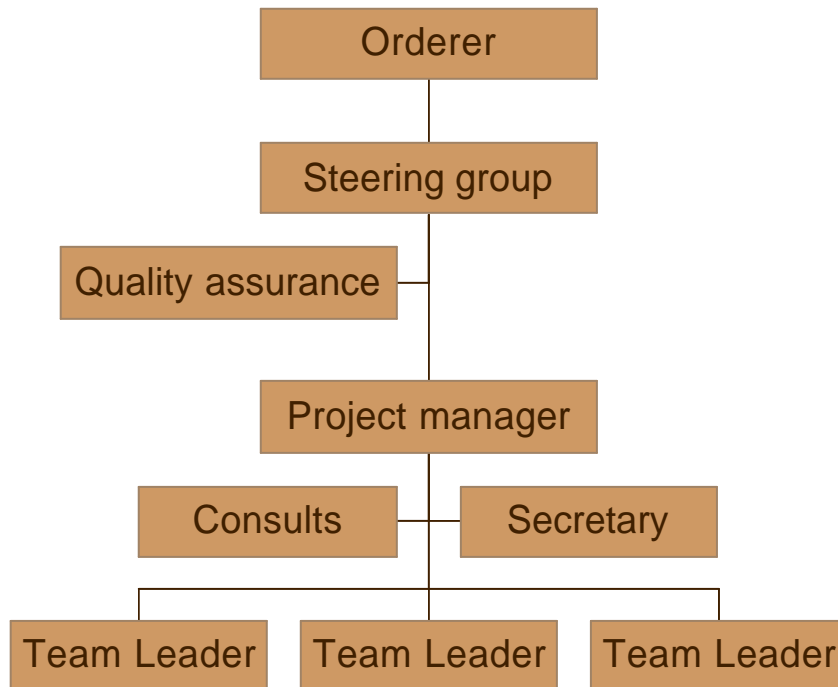 Orderer
Steering group
Quality assurance
Project manager
Consults
Secretary
Team Leader
Team Leader
Team Leader